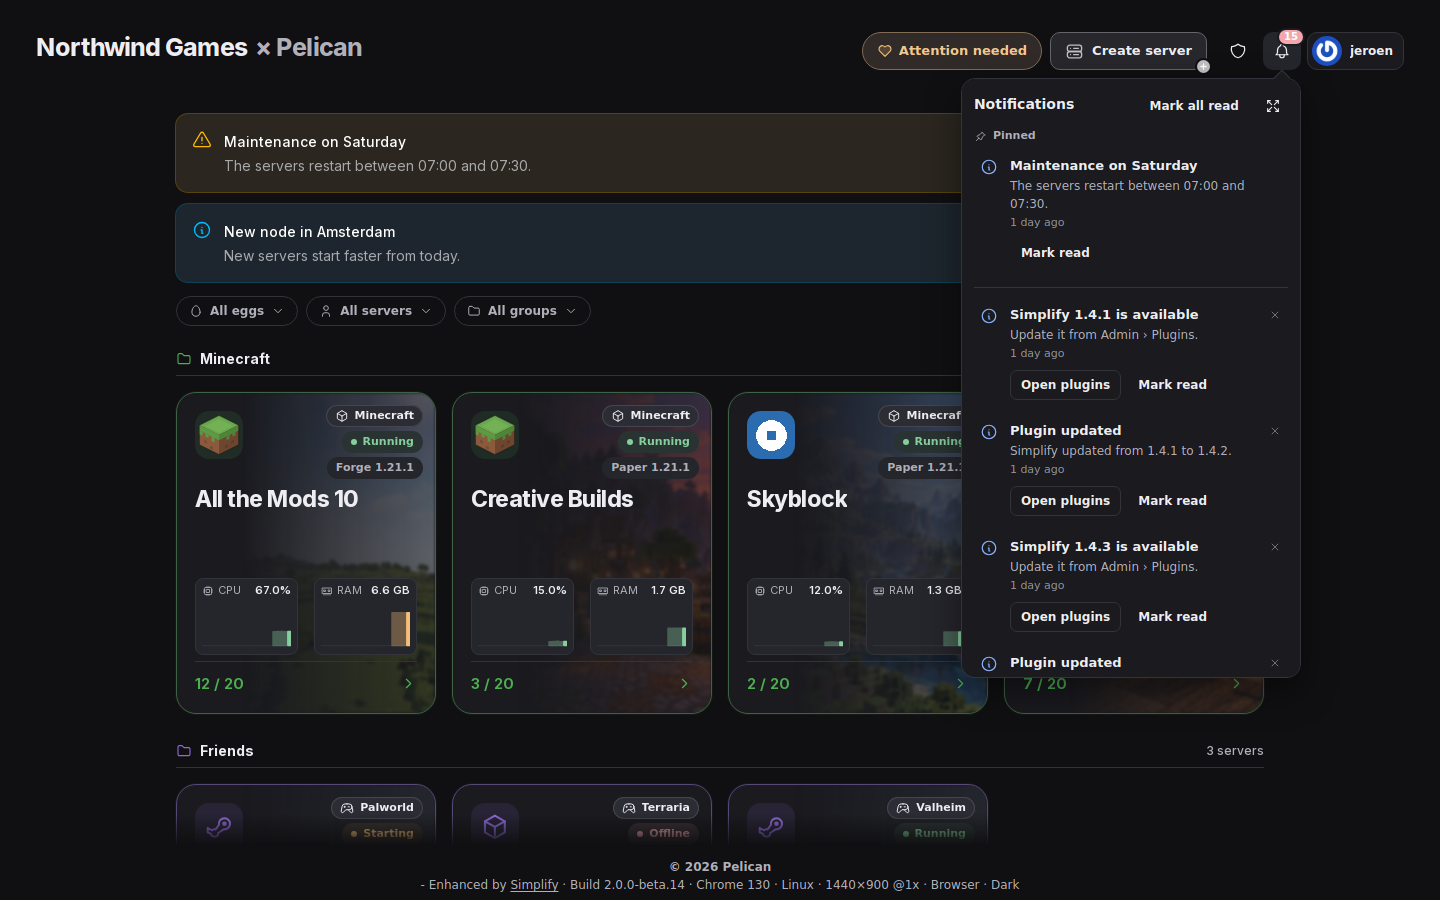 Northwind Games × Pelican
Attention needed
Create server
15
jeroen
Maintenance on Saturday
The servers restart between 07:00 and 07:30.
New node in Amsterdam
New servers start faster from today.
Notifications
Mark all read
Pinned
Maintenance on Saturday
The servers restart between 07:00 and
07:30.
1 day ago
Mark read
Simplify 1.4.1 is available
Update it from Admin › Plugins.
1 day ago
Open plugins
Mark read
Plugin updated
Simplify updated from 1.4.1 to 1.4.2.
1 day ago
Open plugins
Mark read
Simplify 1.4.3 is available
Update it from Admin › Plugins.
1 day ago
Open plugins
Mark read
Plugin updated
All eggs
All servers
All groups
Minecraft
Minecraft
Running
Forge 1.21.1
All the Mods 10
CPU 67.0%
RAM 6.6 GB
12 / 20
Minecraft
Running
Paper 1.21.1
Creative Builds
CPU 15.0%
RAM 1.7 GB
3 / 20
Minecraft
Running
Paper 1.21.1
Skyblock
CPU 12.0%
RAM 1.3 GB
2 / 20
7 / 20
Friends
3 servers
Palworld
Starting
Terraria
Offline
Valheim
Running
© 2026 Pelican
- Enhanced by Simplify · Build 2.0.0-beta.14 · Chrome 130 · Linux · 1440×900 @1x · Browser · Dark